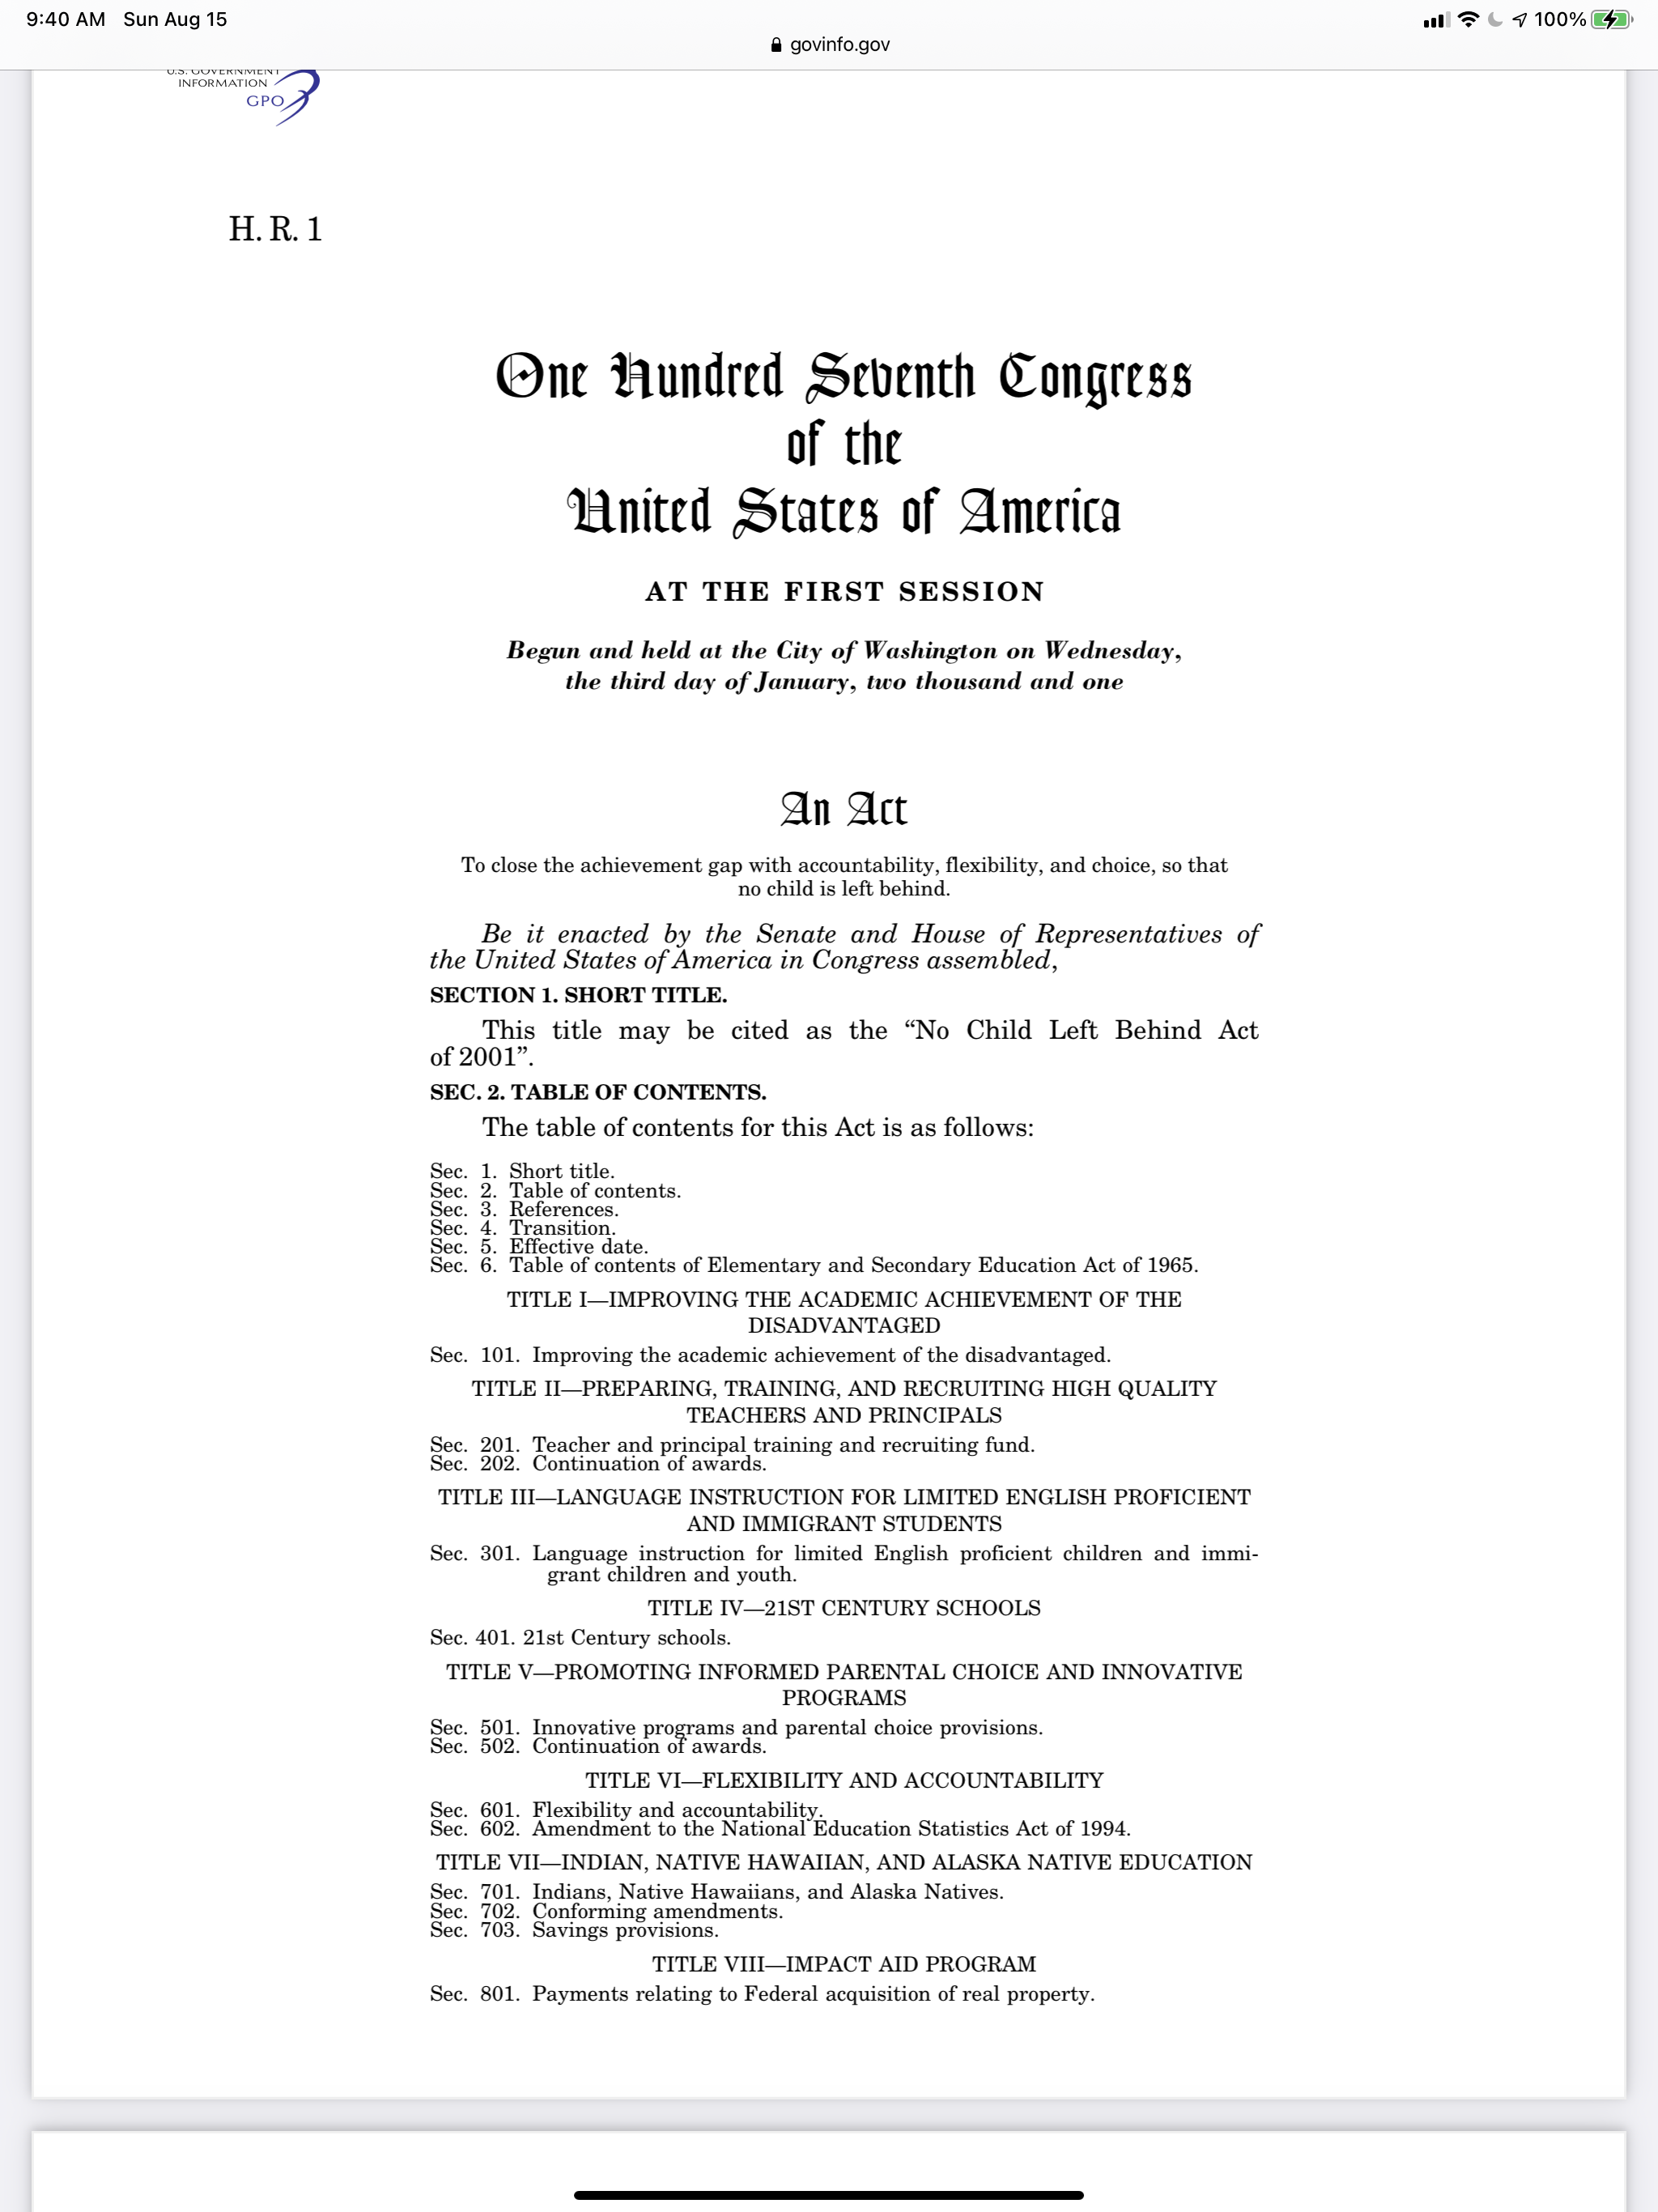 9:40 AM Sun Aug 15
100%
govinfo.gov
U.S. GOVERNMENT
INFORMATION
GPO
H. R. 1
One Hundred Seventh Congress
of the
United States of America
AT THE FIRST SESSION
Begun and held at the City of Washington on Wednesday,
the third day of January, two thousand and one
An Act
To close the achievement gap with accountability, flexibility, and choice, so that
no child is left behind.
Be it enacted by the Senate and House of Representatives of
the United States of America in Congress assembled,
SECTION 1. SHORT TITLE.
This title may be cited as the “No Child Left Behind Act
of 2001”.
SEC. 2. TABLE OF CONTENTS.
The table of contents for this Act is as follows:
Sec. 1. Short title.
Sec. 2. Table of contents.
Sec. 3. References.
Sec. 4. Transition.
Sec. 5. Effective date.
Sec. 6. Table of contents of Elementary and Secondary Education Act of 1965.
TITLE I—IMPROVING THE ACADEMIC ACHIEVEMENT OF THE
DISADVANTAGED
Sec. 101. Improving the academic achievement of the disadvantaged.
TITLE II—PREPARING, TRAINING, AND RECRUITING HIGH QUALITY
TEACHERS AND PRINCIPALS
Sec. 201. Teacher and principal training and recruiting fund.
Sec. 202. Continuation of awards.
TITLE III—LANGUAGE INSTRUCTION FOR LIMITED ENGLISH PROFICIENT
AND IMMIGRANT STUDENTS
Sec. 301. Language instruction for limited English proficient children and immi-
grant children and youth.
TITLE IV—21ST CENTURY SCHOOLS
Sec. 401. 21st Century schools.
TITLE V—PROMOTING INFORMED PARENTAL CHOICE AND INNOVATIVE
PROGRAMS
Sec. 501. Innovative programs and parental choice provisions.
Sec. 502. Continuation of awards.
TITLE VI—FLEXIBILITY AND ACCOUNTABILITY
Sec. 601. Flexibility and accountability.
Sec. 602. Amendment to the National Education Statistics Act of 1994.
TITLE VII—INDIAN, NATIVE HAWAIIAN, AND ALASKA NATIVE EDUCATION
Sec. 701. Indians, Native Hawaiians, and Alaska Natives.
Sec. 702. Conforming amendments.
Sec. 703. Savings provisions.
TITLE VIII—IMPACT AID PROGRAM
Sec. 801. Payments relating to Federal acquisition of real property.